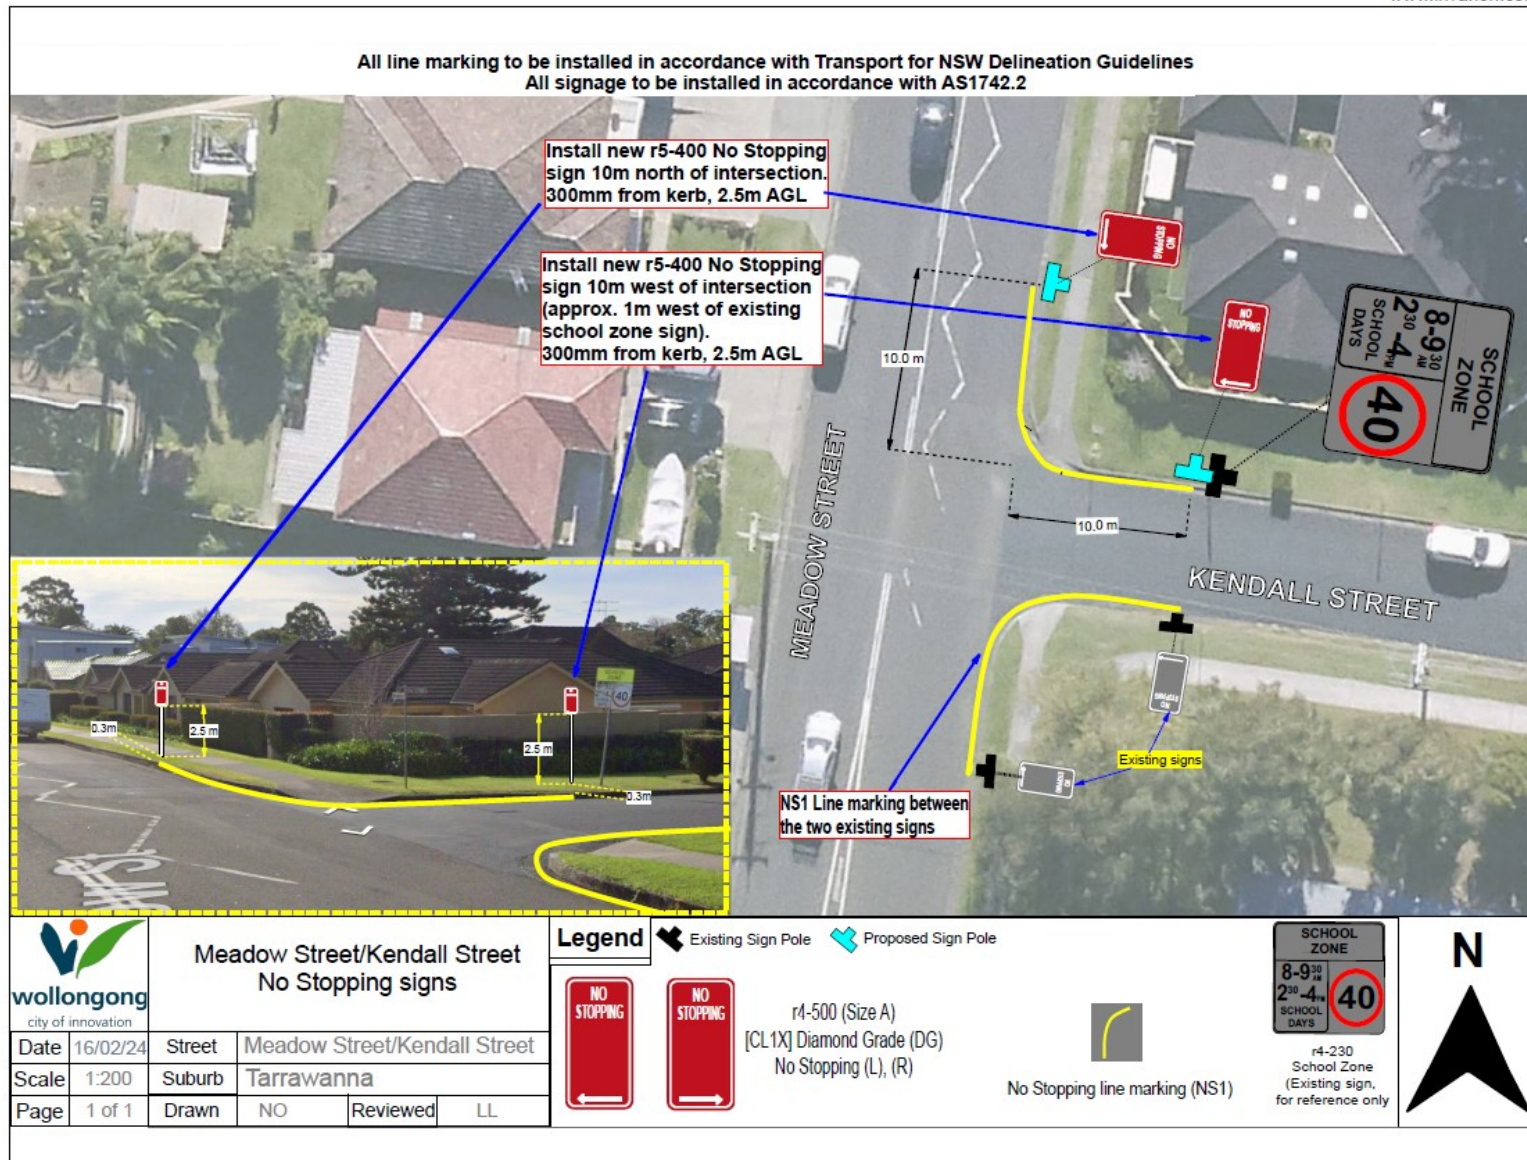 All line marking to be installed in accordance with Transport for NSW Delineation Guidelines
All signage to be installed in accordance with AS1742.2
Install new r5-400 No Stopping
sign 10m north of intersection.
300mm from kerb, 2.5m AGL
Install new r5-400 No Stopping
sign 10m west of intersection
(approx. 1m west of existing
school zone sign).
300mm from kerb, 2.5m AGL
NO
STOPPING
NO
STOPPING
SCHOOL
ZONE
8-9³⁰ AM
2³⁰-4 PM
SCHOOL
DAYS
40
10.0 m
10.0 m
MEADOW STREET
KENDALL STREET
NO
STOPPING
NO
STOPPING
Existing signs
NS1 Line marking between
the two existing signs
0.3m
2.5 m
2.5 m
0.3m
40
wollongong
city of innovation
Meadow Street/Kendall Street
No Stopping signs
Date 16/02/24 Street Meadow Street/Kendall Street
Scale 1:200 Suburb Tarrawanna
Page 1 of 1 Drawn NO Reviewed LL
Legend Existing Sign Pole Proposed Sign Pole
NO
STOPPING
NO
STOPPING
r4-500 (Size A)
[CL1X] Diamond Grade (DG)
No Stopping (L), (R)
No Stopping line marking (NS1)
SCHOOL
ZONE
8-9³⁰ AM
2³⁰-4 PM
SCHOOL
DAYS
40
r4-230
School Zone
(Existing sign,
for reference only
N